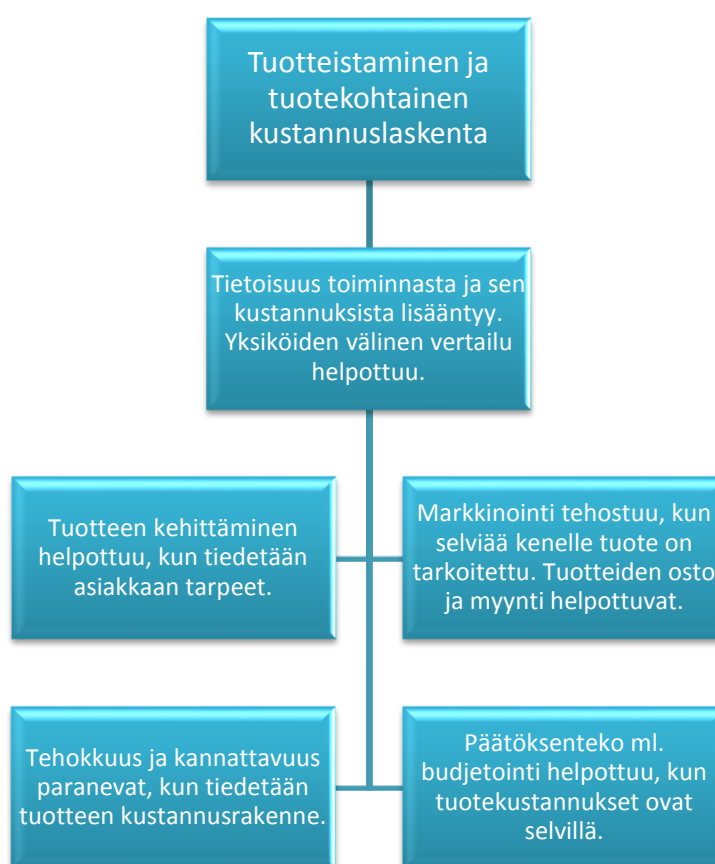 Tuotteistaminen ja
tuotekohtainen
kustannuslaskenta
Tietoisuus toiminnasta ja sen
kustannuksista lisääntyy.
Yksiköiden välinen vertailu
helpottuu.
Tuotteen kehittäminen
helpottuu, kun tiedetään
asiakkaan tarpeet.
Markkinointi tehostuu, kun
selviää kenelle tuote on
tarkoitettu. Tuotteiden osto
ja myynti helpottuvat.
Tehokkuus ja kannattavuus
paranevat, kun tiedetään
tuotteen kustannusrakenne.
Päätöksenteko ml.
budjetointi helpottuu, kun
tuotekustannukset ovat
selvillä.